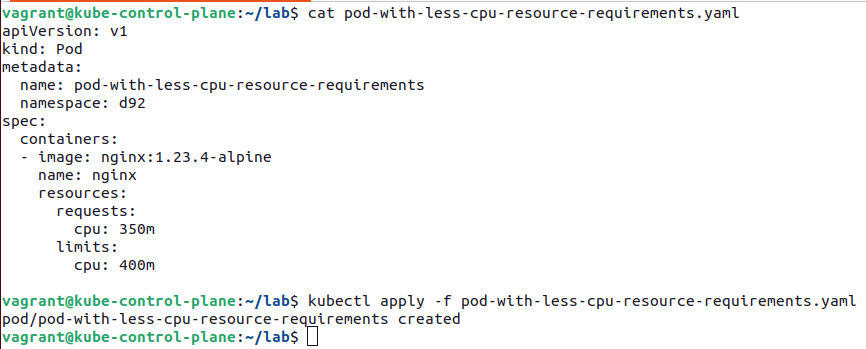 vagrant@kube-control-plane:~/lab$ cat pod-with-less-cpu-resource-requirements.yaml
apiVersion: v1
kind: Pod
metadata:
  name: pod-with-less-cpu-resource-requirements
  namespace: d92
spec:
  containers:
  - image: nginx:1.23.4-alpine
    name: nginx
    resources:
      requests:
        cpu: 350m
      limits:
        cpu: 400m
vagrant@kube-control-plane:~/lab$ kubectl apply -f pod-with-less-cpu-resource-requirements.yaml
pod/pod-with-less-cpu-resource-requirements created
vagrant@kube-control-plane:~/lab$